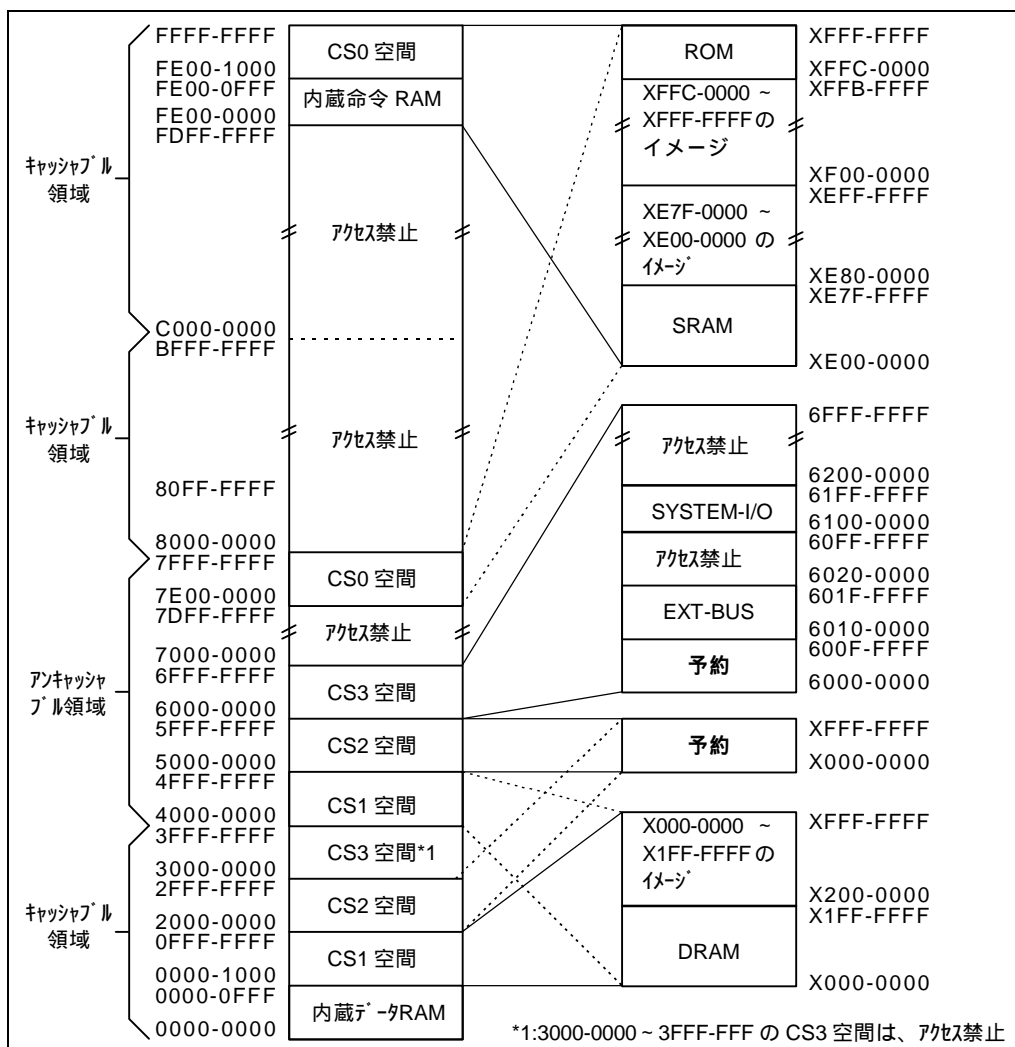 キャッシャブル
領域
キャッシャブル
領域
アンキャッシャ
ブル領域
キャッシャブル
領域
FFFF-FFFF
FE00-1000
FE00-0FFF
FE00-0000
FDFF-FFFF
C000-0000
BFFF-FFFF
80FF-FFFF
8000-0000
7FFF-FFFF
7E00-0000
7DFF-FFFF
7000-0000
6FFF-FFFF
6000-0000
5FFF-FFFF
5000-0000
4FFF-FFFF
4000-0000
3FFF-FFFF
3000-0000
2FFF-FFFF
2000-0000
0FFF-FFFF
0000-1000
0000-0FFF
0000-0000
CS0 空間
内蔵命令 RAM
アクセス禁止
アクセス禁止
CS0 空間
アクセス禁止
CS3 空間
CS2 空間
CS1 空間
CS3 空間*1
CS2 空間
CS1 空間
内蔵データRAM
ROM
XFFC-0000 ~
XFFF-FFFF の
イメージ
XE7F-0000 ~
XE00-0000 の
イメージ
SRAM
XFFF-FFFF
XFFC-0000
XFFB-FFFF
XF00-0000
XEFF-FFFF
XE80-0000
XE7F-FFFF
XE00-0000
アクセス禁止
SYSTEM-I/O
アクセス禁止
EXT-BUS
予約
6FFF-FFFF
6200-0000
61FF-FFFF
6100-0000
60FF-FFFF
6020-0000
601F-FFFF
6010-0000
600F-FFFF
6000-0000
予約
XFFF-FFFF
X000-0000
X000-0000 ~
X1FF-FFFF の
イメージ
DRAM
XFFF-FFFF
X200-0000
X1FF-FFFF
X000-0000
*1:3000-0000 ~ 3FFF-FFF の CS3 空間は、アクセス禁止